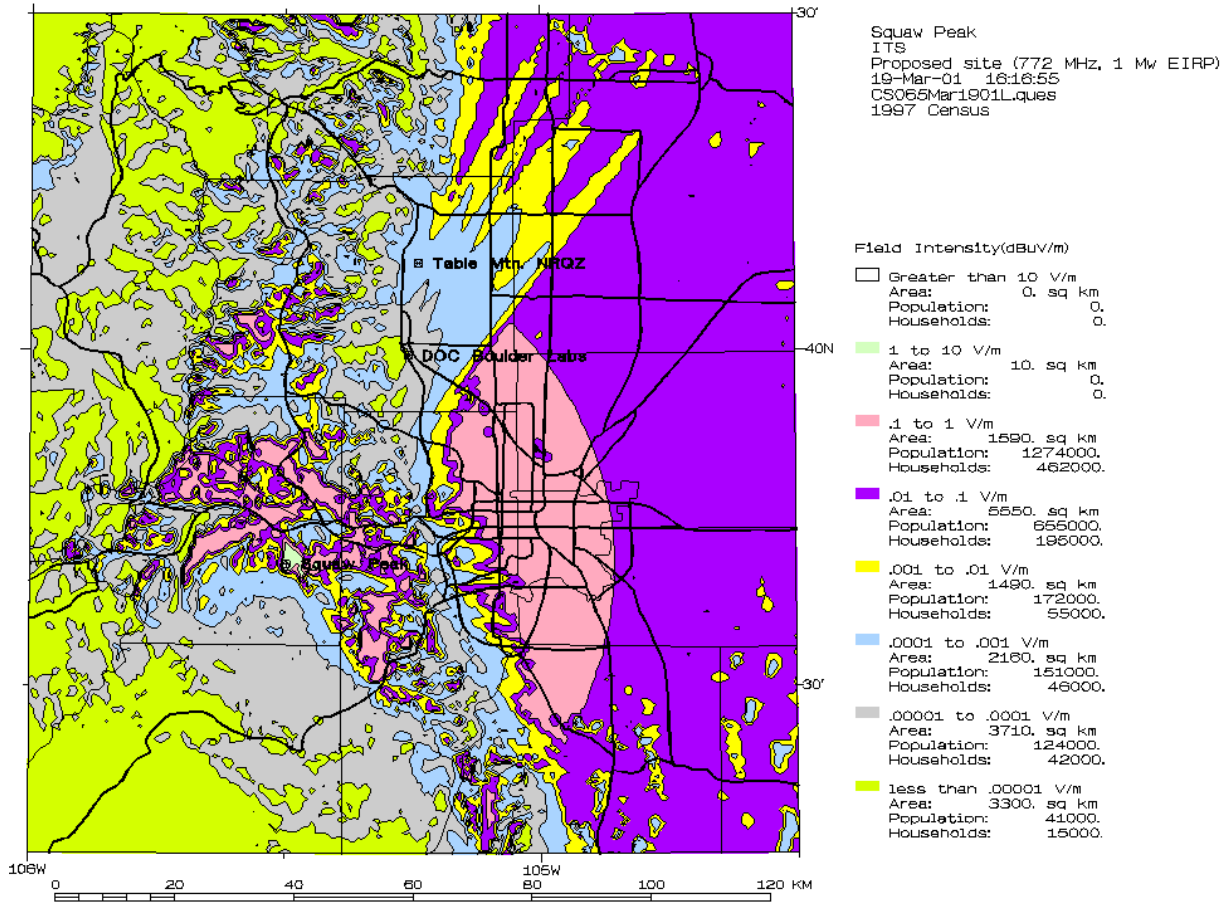 Squaw Peak
ITS
Proposed site (772 MHz, 1 Mw EIRP)
19-Mar-01 16:16:55
CS065Mar1901L.ques
1997 Census
30'
Table Mtn. NRQZ
40N
DOC Boulder Labs
Squaw Peak
30'
106W
105W
0 20 40 60 80 100 120 KM
Field Intensity(dBuV/m)
Greater than 10 V/m
Area: 0. sq km
Population: 0.
Households: 0.
1 to 10 V/m
Area: 10. sq km
Population: 0.
Households: 0.
.1 to 1 V/m
Area: 1590. sq km
Population: 1274000.
Households: 462000.
.01 to .1 V/m
Area: 5550. sq km
Population: 655000.
Households: 195000.
.001 to .01 V/m
Area: 1490. sq km
Population: 172000.
Households: 55000.
.0001 to .001 V/m
Area: 2160. sq km
Population: 151000.
Households: 46000.
.00001 to .0001 V/m
Area: 3710. sq km
Population: 124000.
Households: 42000.
less than .00001 V/m
Area: 3300. sq km
Population: 41000.
Households: 15000.